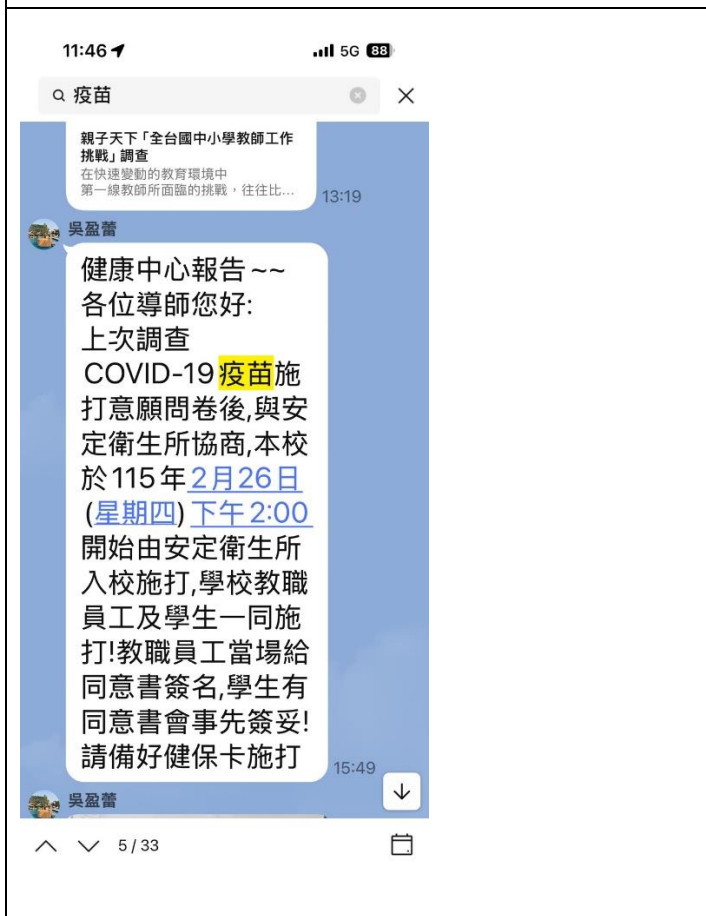 11:46
5G 88
疫苗
親子天下「全台國中小學教師工作
挑戰」調查
在快速變動的教育環境中
第一線教師所面臨的挑戰，往往比...
13:19
吳盈蕾
健康中心報告~~
各位導師您好:
上次調查
COVID-19疫苗施
打意願問卷後,與安
定衛生所協商,本校
於115年2月26日
(星期四)下午2:00
開始由安定衛生所
入校施打,學校教職
員工及學生一同施
打!教職員工當場給
同意書簽名,學生有
同意書會事先簽妥!
請備好健保卡施打
15:49
吳盈蕾
5/33